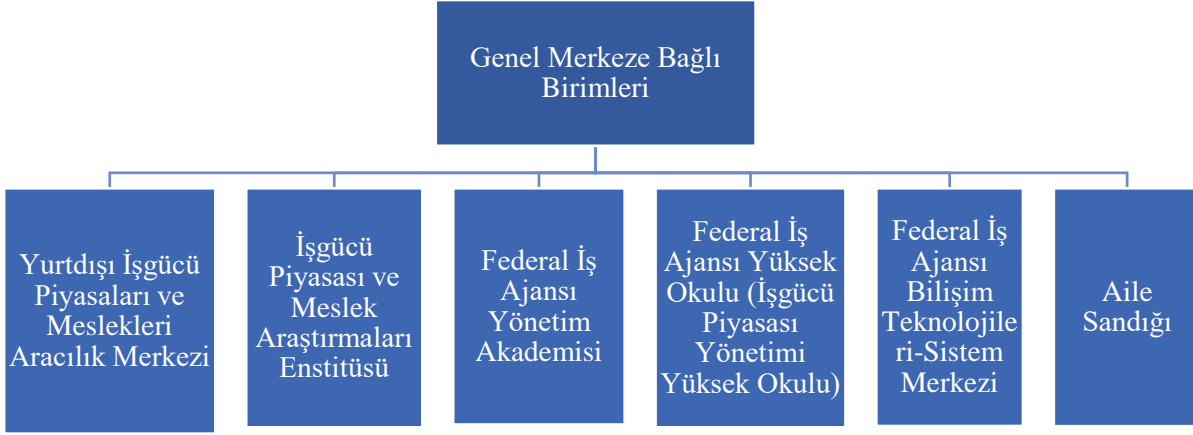 Genel Merkeze Bağlı
Birimleri
Yurtdışı İşgücü
Piyasaları ve
Meslekleri
Aracılık Merkezi
İşgücü
Piyasası ve
Meslek
Araştırmaları
Enstitüsü
Federal İş
Ajansı
Yönetim
Akademisi
Federal İş
Ajansı Yüksek
Okulu (İşgücü
Piyasası
Yönetimi
Yüksek Okulu)
Federal İş
Ajansı
Bilişim
Teknolojile
ri-Sistem
Merkezi
Aile
Sandığı